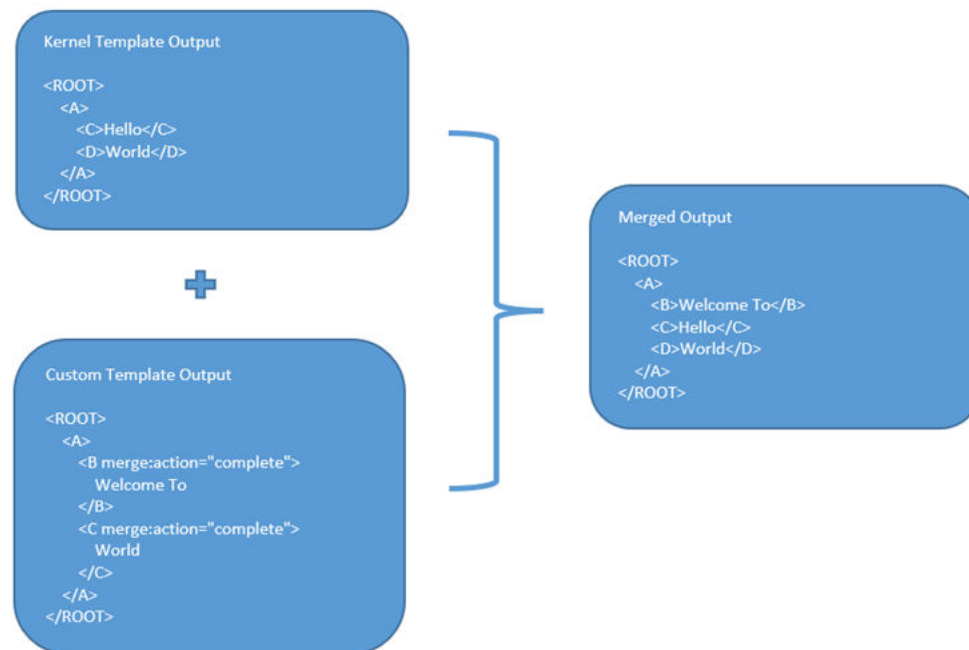 Kernel Template Output
<ROOT>
<A>
<C>Hello</C>
<D>World</D>
</A>
</ROOT>
Custom Template Output
<ROOT>
<A>
<B merge:action="complete">
Welcome To
</B>
<C merge:action="complete">
World
</C>
</A>
</ROOT>
Merged Output
<ROOT>
<A>
<B>Welcome To</B>
<C>Hello</C>
<D>World</D>
</A>
</ROOT>